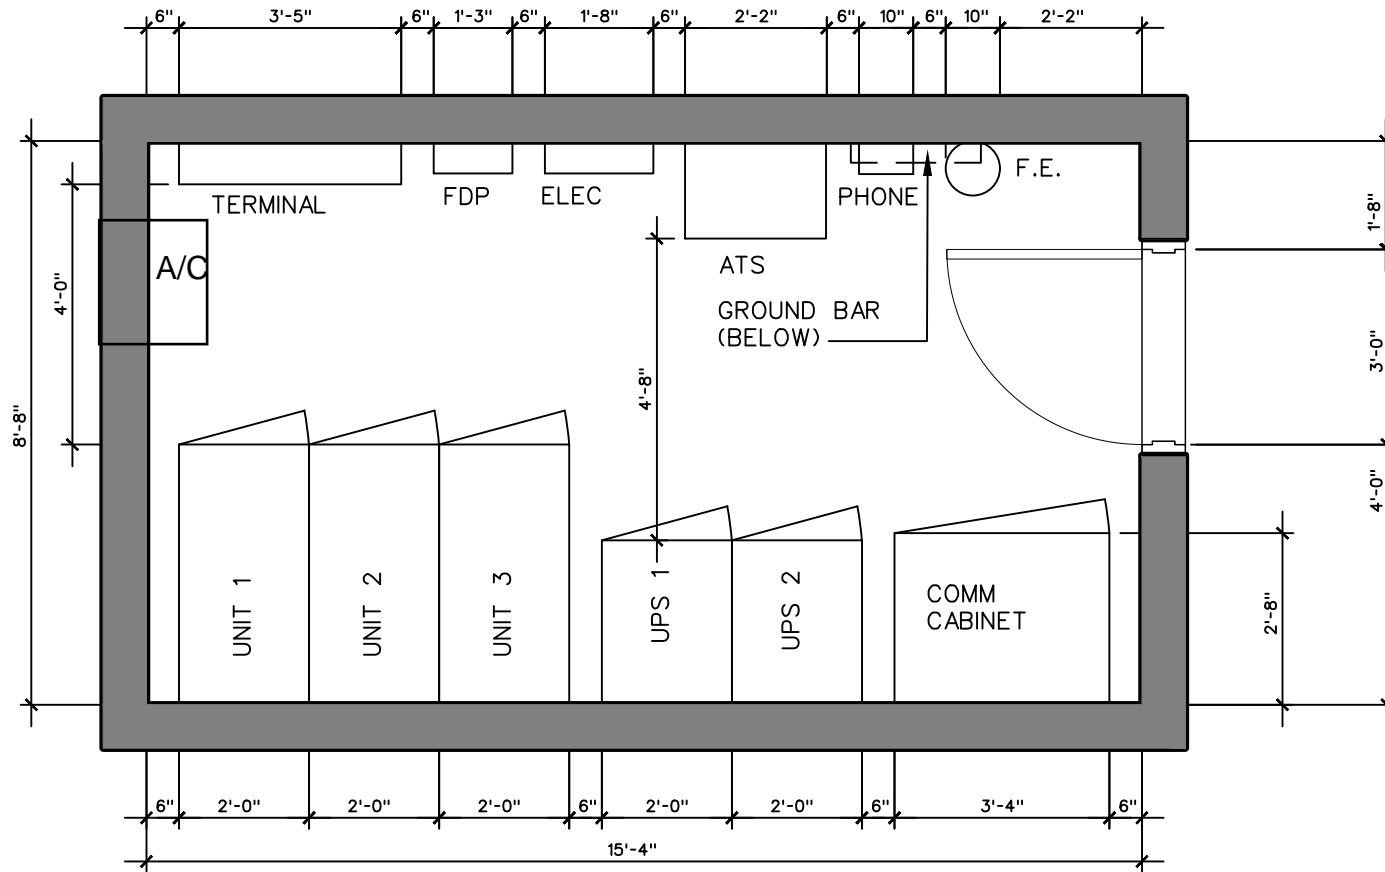 6" 3'-5" 6" 1'-3" 6" 1'-8" 6" 2'-2" 6" 10" 6" 10" 2'-2"
TERMINAL
FDP
ELEC
PHONE
F.E.
1'-8"
A/C
ATS
4'-0"
GROUND BAR
(BELOW)
3'-0"
4'-8"
8'-8"
4'-0"
UNIT 1
UNIT 2
UNIT 3
UPS 1
UPS 2
COMM
CABINET
2'-8"
6" 2'-0" 2'-0" 2'-0" 6" 2'-0" 2'-0" 6" 3'-4" 6"
15'-4"